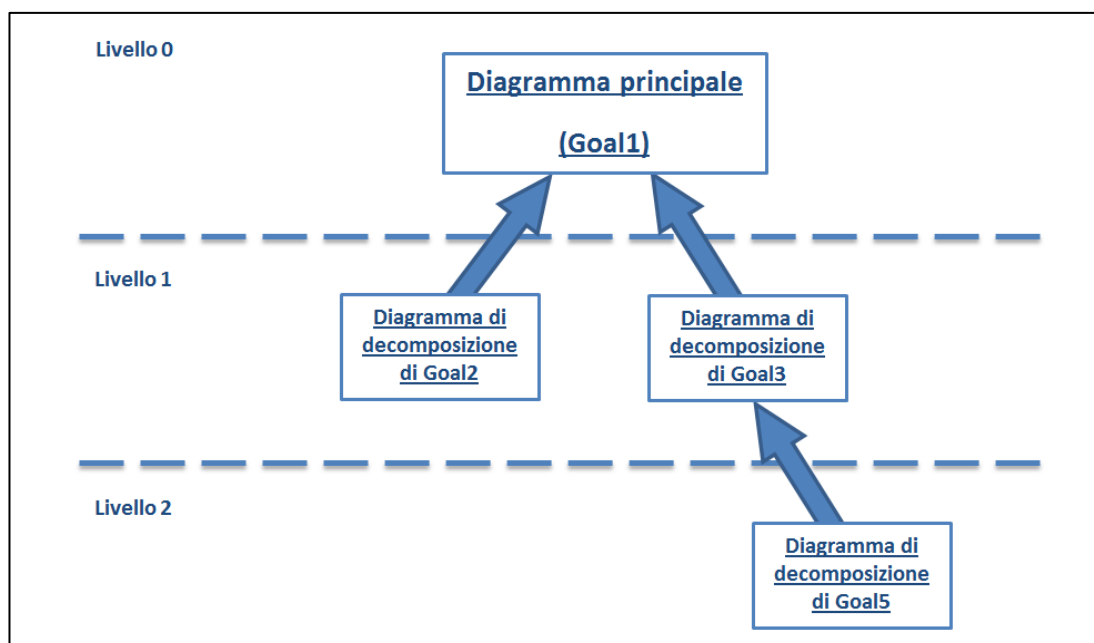 Livello 0
Diagramma principale
(Goal1)
Livello 1
Diagramma di
decomposizione
di Goal2
Diagramma di
decomposizione
di Goal3
Livello 2
Diagramma di
decomposizione
di Goal5